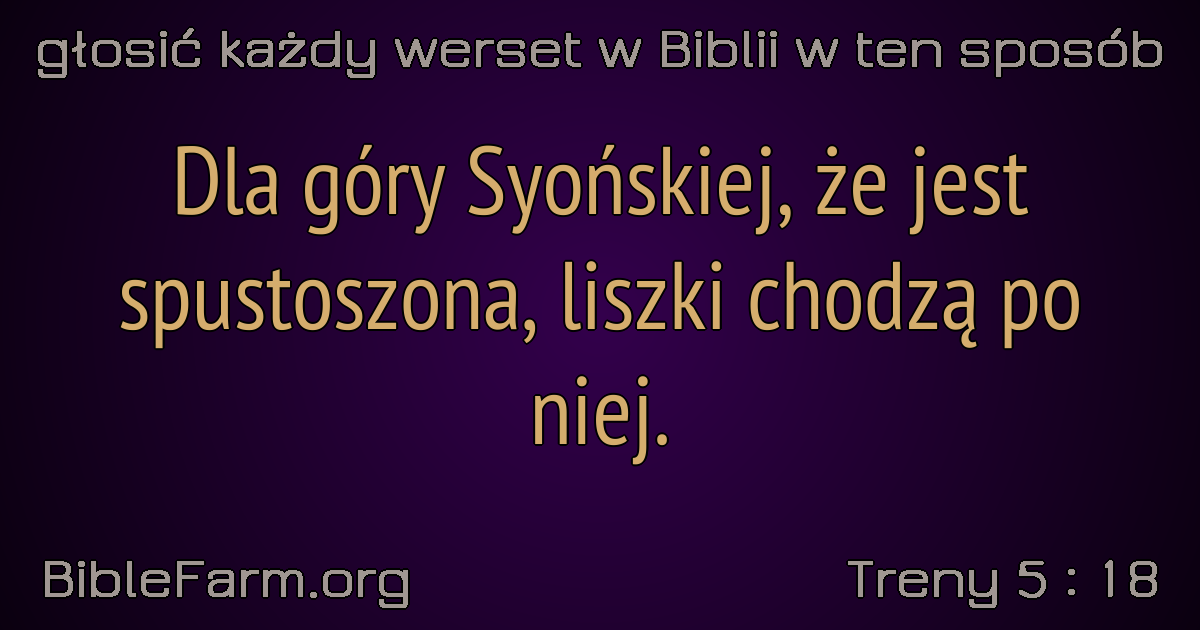 głosić każdy werset w Biblii w ten sposób
Dla góry Syońskiej, że jest
spustoszona, liszki chodzą po
niej.
BibleFarm.org
Treny 5 : 18